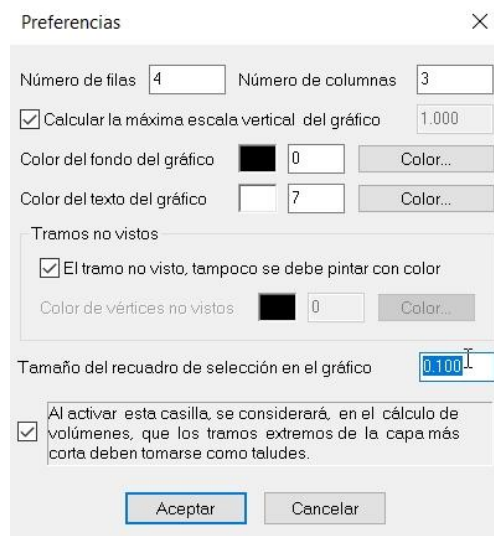 Preferencias
Número de filas 4 Número de columnas 3
Calcular la máxima escala vertical del gráfico 1.000
Color del fondo del gráfico 0 Color...
Color del texto del gráfico 7 Color...
Tramos no vistos
El tramo no visto, tampoco se debe pintar con color
Color de vértices no vistos 0 Color...
Tamaño del recuadro de selección en el gráfico 0.100
Al activar esta casilla, se considerará, en el cálculo de
volúmenes, que los tramos extremos de la capa más
corta deben tomarse como taludes.
Aceptar Cancelar